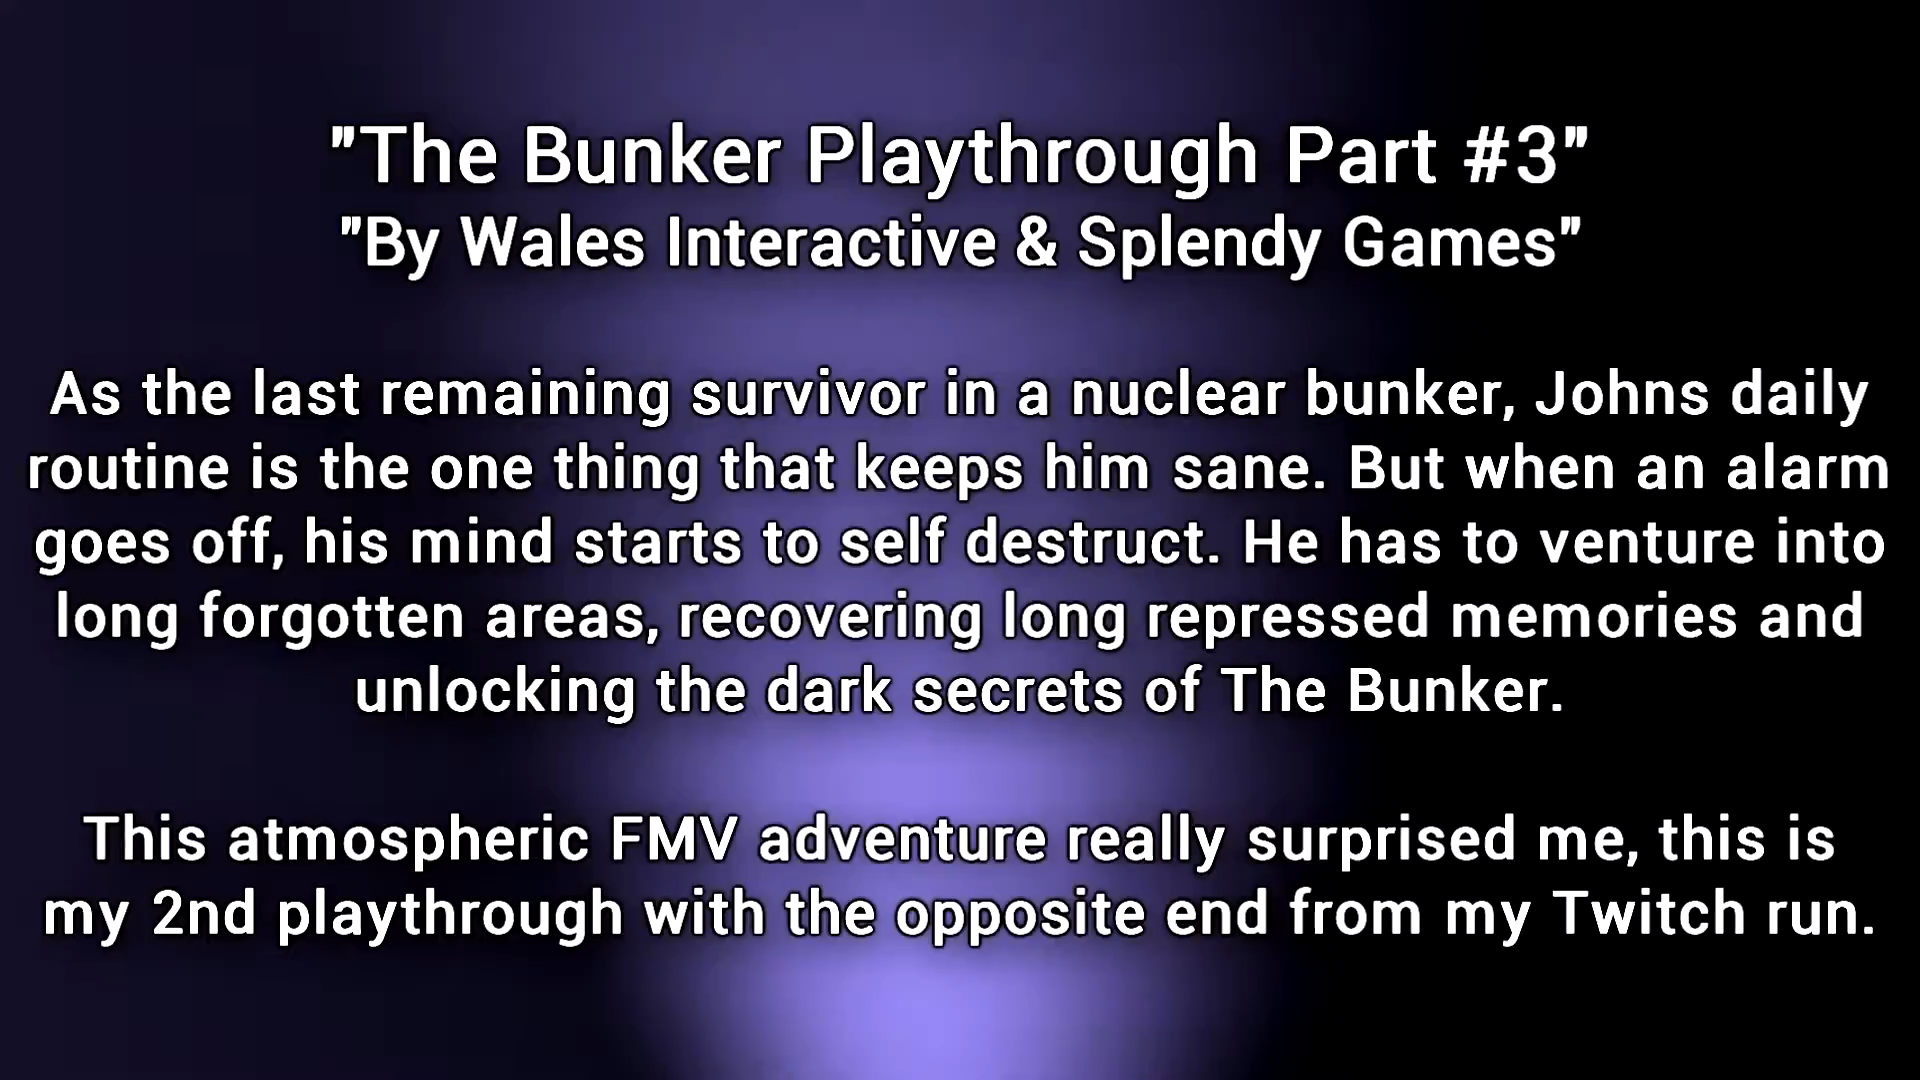 "The Bunker Playthrough Part #3"
"By Wales Interactive & Splendy Games"
As the last remaining survivor in a nuclear bunker, Johns daily
routine is the one thing that keeps him sane. But when an alarm
goes off, his mind starts to self destruct. He has to venture into
long forgotten areas, recovering long repressed memories and
unlocking the dark secrets of The Bunker.
This atmospheric FMV adventure really surprised me, this is
my 2nd playthrough with the opposite end from my Twitch run.